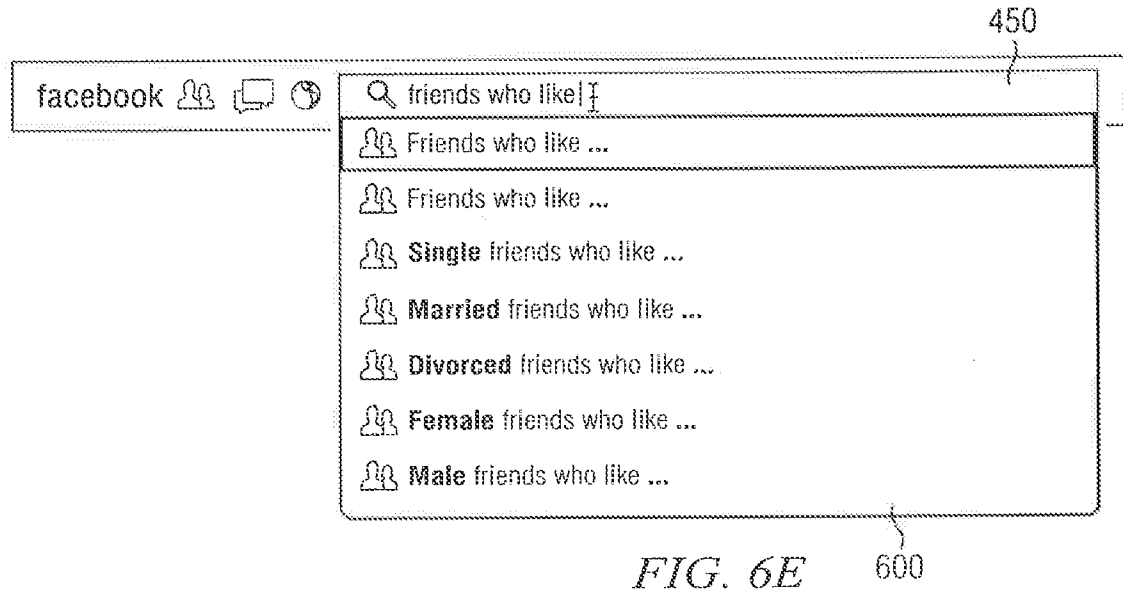 450
facebook friends who like
Friends who like ...
Friends who like ...
Single friends who like ...
Married friends who like ...
Divorced friends who like ...
Female friends who like ...
Male friends who like ...
FIG. 6E 600